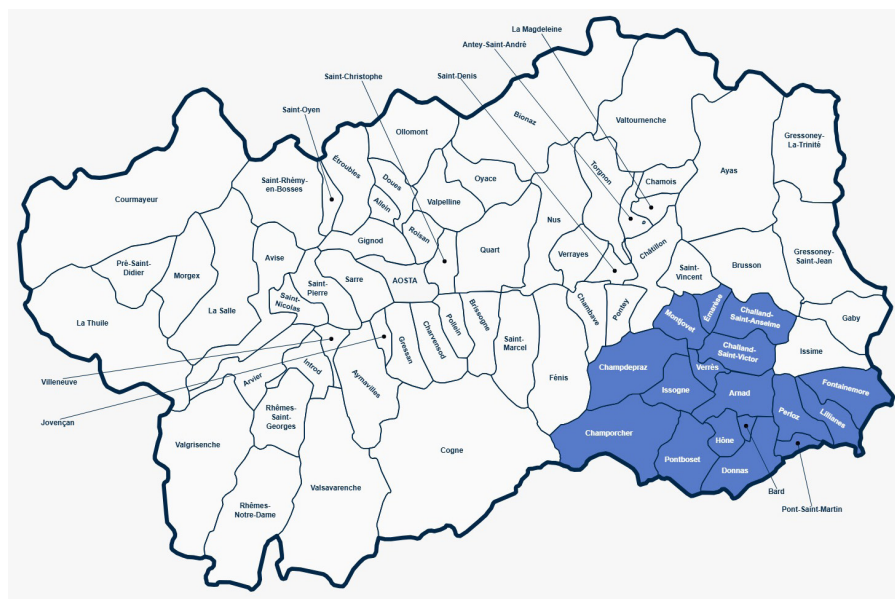 La Magdeleine
Antey-Saint-André
Saint-Denis
Saint-Christophe
Saint-Oyen
Bionaz
Valtournenche
Ollomont
Étroubles
Gressoney-
La-Trinitè
Torgnon
Ayas
Doues
Oyace
Saint-Rhêmy-
en-Bosses
Chamois
Courmayeur
Allein
Valpelline
Nus
Roisan
Gignod
Quart
Verrayes
Châtillon
Avise
Pré-Saint-
Didier
Morgex
Saint-
Vincent
Brusson
Gressoney-
Saint-Jean
Saint-
Pierre
Sarre
AOSTA
Saint-
Nicolas
La Salle
La Thuile
Brissogne
Pollein
Charvensod
Gressan
Saint-
Marcel
Chambave
Pontey
Émarèse
Montjovet
Challand-
Saint-Anselme
Gaby
Issime
Challand-
Saint-Victor
Fénis
Champdepraz
Verrès
Introd
Arvier
Aymavilles
Villeneuve
Jovençan
Issogne
Arnad
Fontainemore
Lillianes
Perloz
Rhêmes-
Saint-
Georges
Valgrisenche
Cogne
Champorcher
Hône
Pontboset
Donnas
Bard
Pont-Saint-Martin
Valsavarenche
Rhêmes-
Notre-Dame